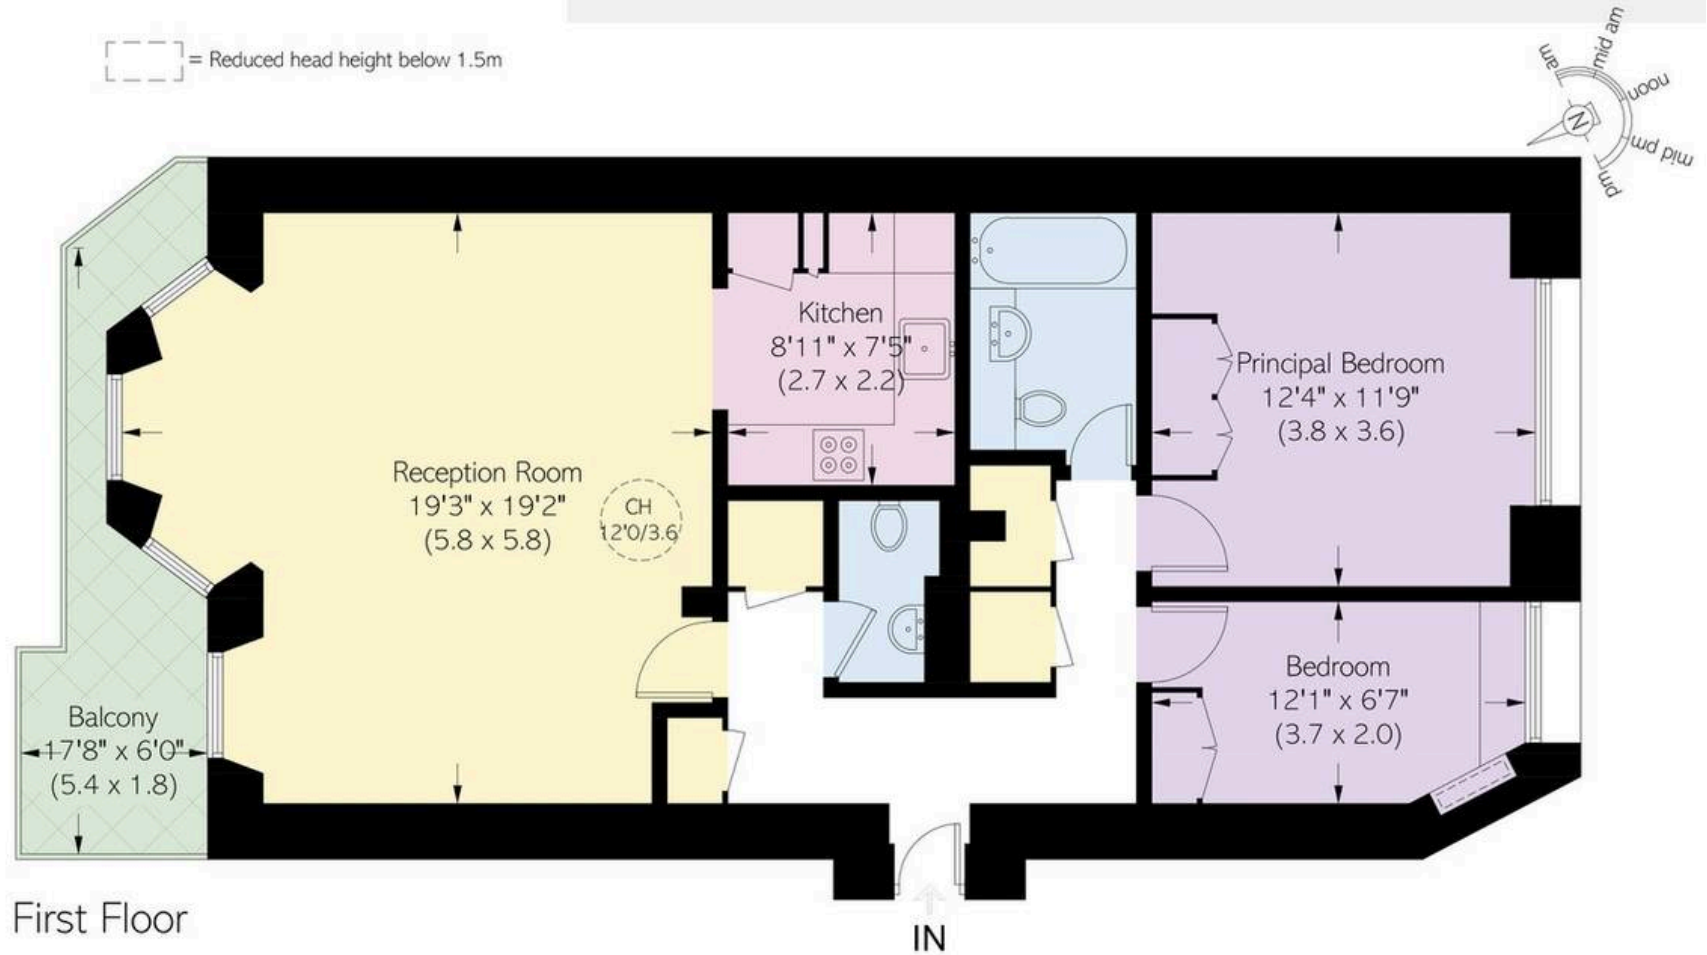 = Reduced head height below 1.5m
am
mid am
noon
mid pm
pm
N
Kitchen
8'11" x 7'5"
(2.7 x 2.2)
Principal Bedroom
12'4" x 11'9"
(3.8 x 3.6)
Reception Room
19'3" x 19'2"
(5.8 x 5.8)
CH
12'0/3.6
Bedroom
12'1" x 6'7"
(3.7 x 2.0)
Balcony
17'8" x 6'0"
(5.4 x 1.8)
First Floor
IN